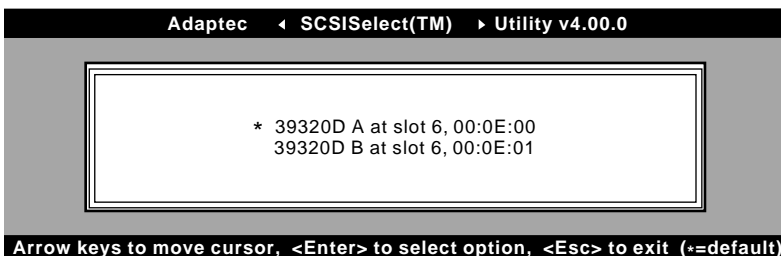 Adaptec ◂ SCSISelect(TM) ▸ Utility v4.00.0
* 39320D A at slot 6, 00:0E:00
39320D B at slot 6, 00:0E:01
Arrow keys to move cursor, <Enter> to select option, <Esc> to exit (*=default)